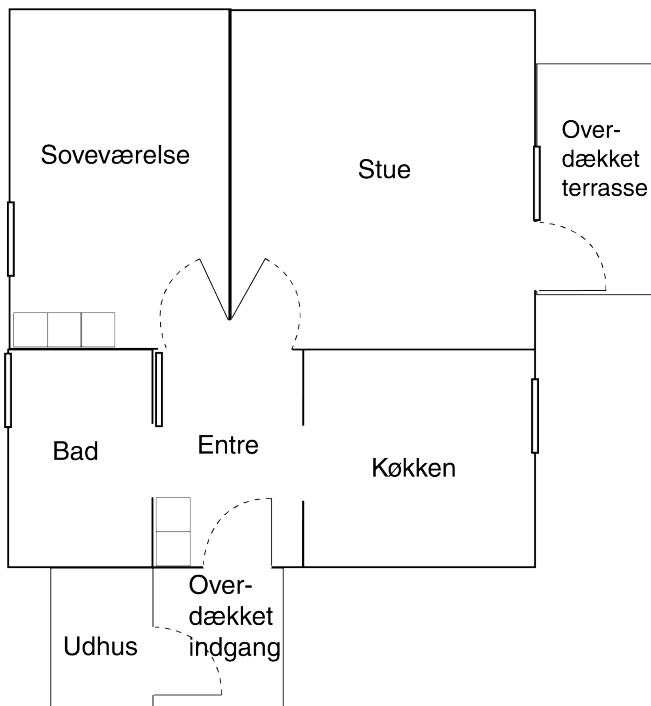 Soveværelse
Stue
Over-
dækket
terrasse
Bad
Entre
Køkken
Udhus
Over-
dækket
indgang